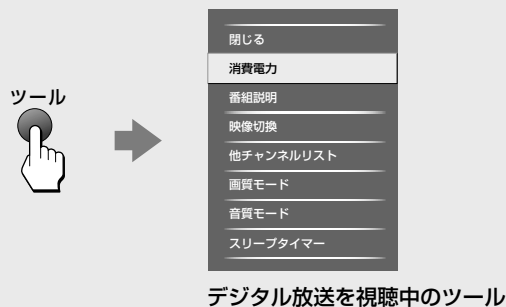 ツール
閉じる
消費電力
番組説明
映像切換
他チャンネルリスト
画質モード
音質モード
スリープタイマー
デジタル放送を視聴中のツール